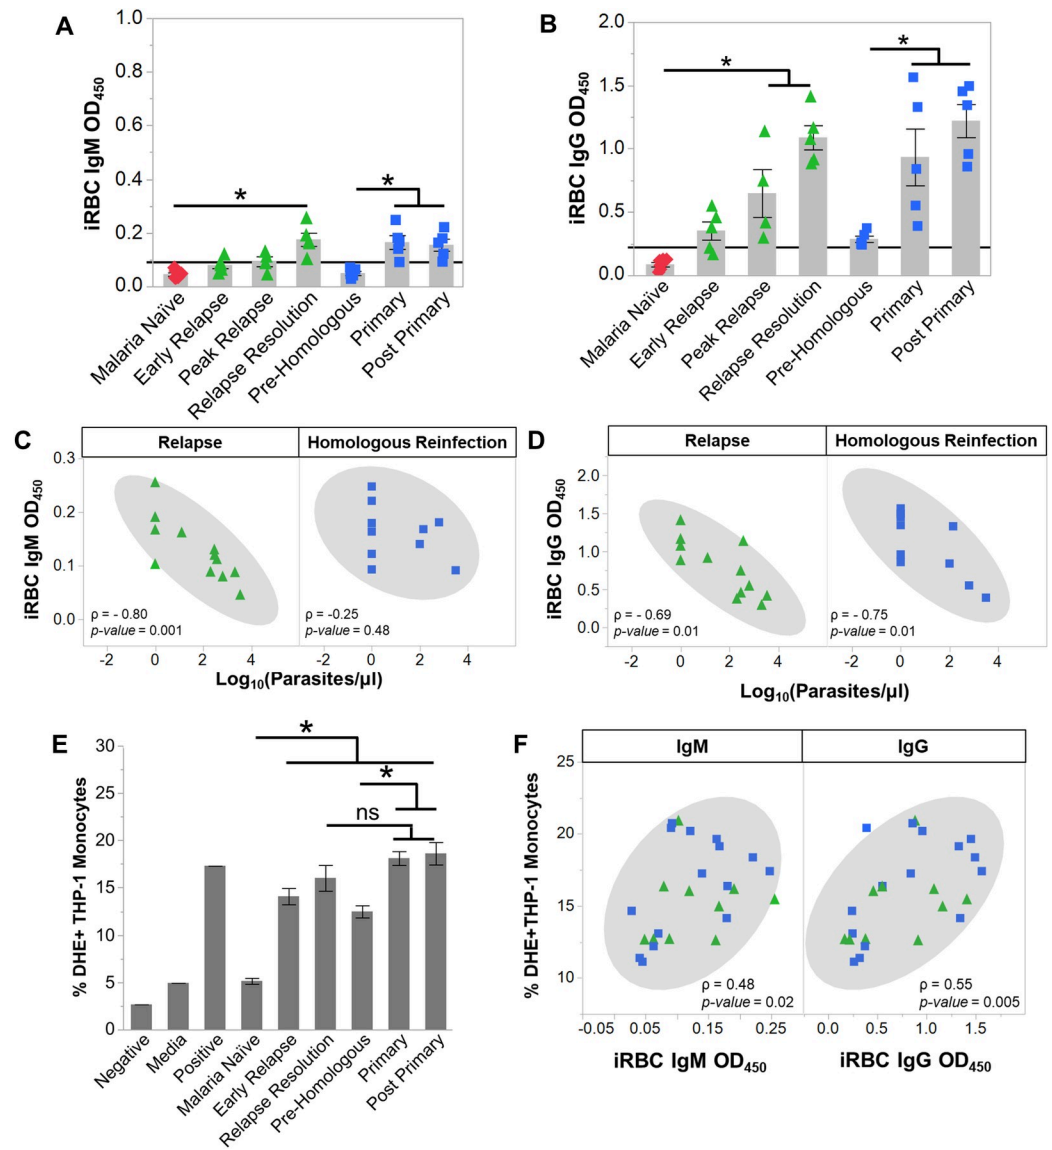 A
iRBC IgM OD450
1.0
0.8
0.6
0.4
0.2
0.0
*
*
Malaria Naïve
Early Relapse
Peak Relapse
Relapse Resolution
Pre-Homologous
Primary
Post Primary
B
iRBC IgG OD450
2.0
1.5
1.0
0.5
0.0
*
*
Malaria Naïve
Early Relapse
Peak Relapse
Relapse Resolution
Pre-Homologous
Primary
Post Primary
C
Relapse
Homologous Reinfection
iRBC IgM OD450
0.3
0.2
0.1
0.0
ρ = - 0.80
p-value = 0.001
ρ = -0.25
p-value = 0.48
-2 0 2 4
-2 0 2 4
Log10(Parasites/µl)
D
Relapse
Homologous Reinfection
iRBC IgG OD450
2.0
1.5
1.0
0.5
0.0
ρ = - 0.69
p-value = 0.01
ρ = - 0.75
p-value = 0.01
-2 0 2 4
-2 0 2 4
Log10(Parasites/µl)
E
% DHE+ THP-1 Monocytes
30
25
20
15
10
5
0
*
*
ns
Negative
Media
Positive
Malaria Naïve
Early Relapse
Relapse Resolution
Pre-Homologous
Primary
Post Primary
F
IgM
IgG
% DHE+THP-1 Monocytes
25
20
15
10
ρ = 0.48
p-value = 0.02
ρ = 0.55
p-value = 0.005
-0.05 0.05 0.15 0.25
0.0 0.5 1.0 1.5
iRBC IgM OD450
iRBC IgG OD450